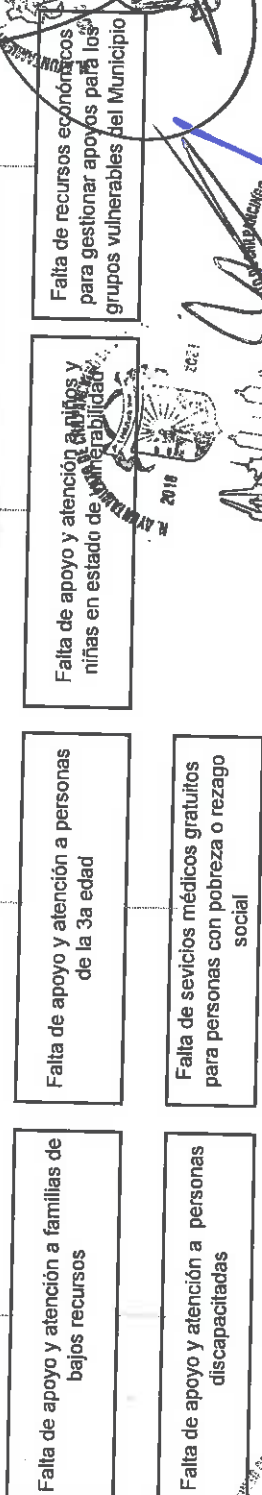 Falta de apoyo y atención a familias de
bajos recursos
Falta de apoyo y atención a personas
de la 3a edad
Falta de apoyo y atención a niños y
niñas en estado de vulnerabilidad
Falta de recursos económicos
para gestionar apoyos para los
grupos vulnerables del Municipio
Falta de apoyo y atención a personas
discapacitadas
Falta de sevicios médicos gratuitos
para personas con pobreza o rezago
social
2018
2021